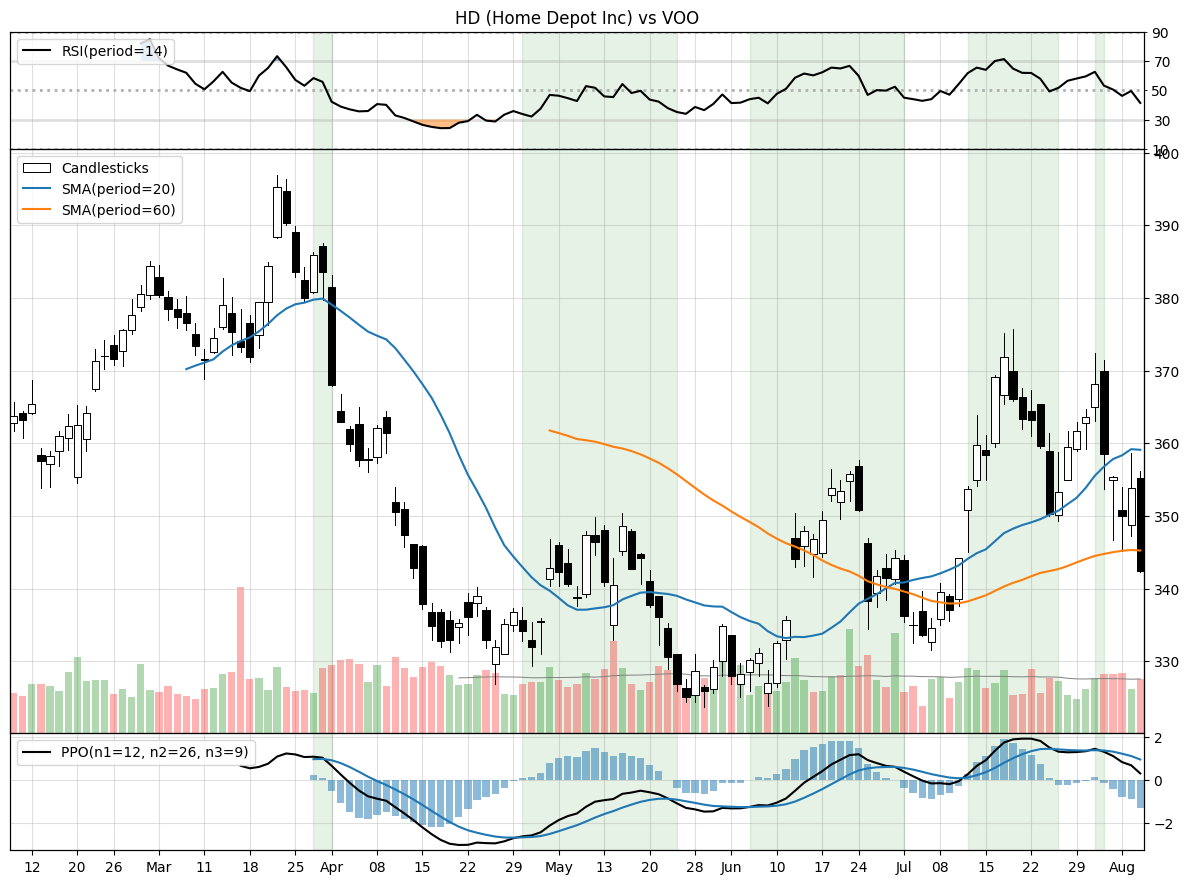 HD (Home Depot Inc) vs VOO
RSI(period=14)
90
70
50
30
10
Candlesticks
SMA(period=20)
SMA(period=60)
400
390
380
370
360
350
340
330
PPO(n1=12, n2=26, n3=9)
2
0
−2
12 20 26 Mar 11 18 25 Apr 08 15 22 29 May 13 20 28 Jun 10 17 24 Jul 08 15 22 29 Aug